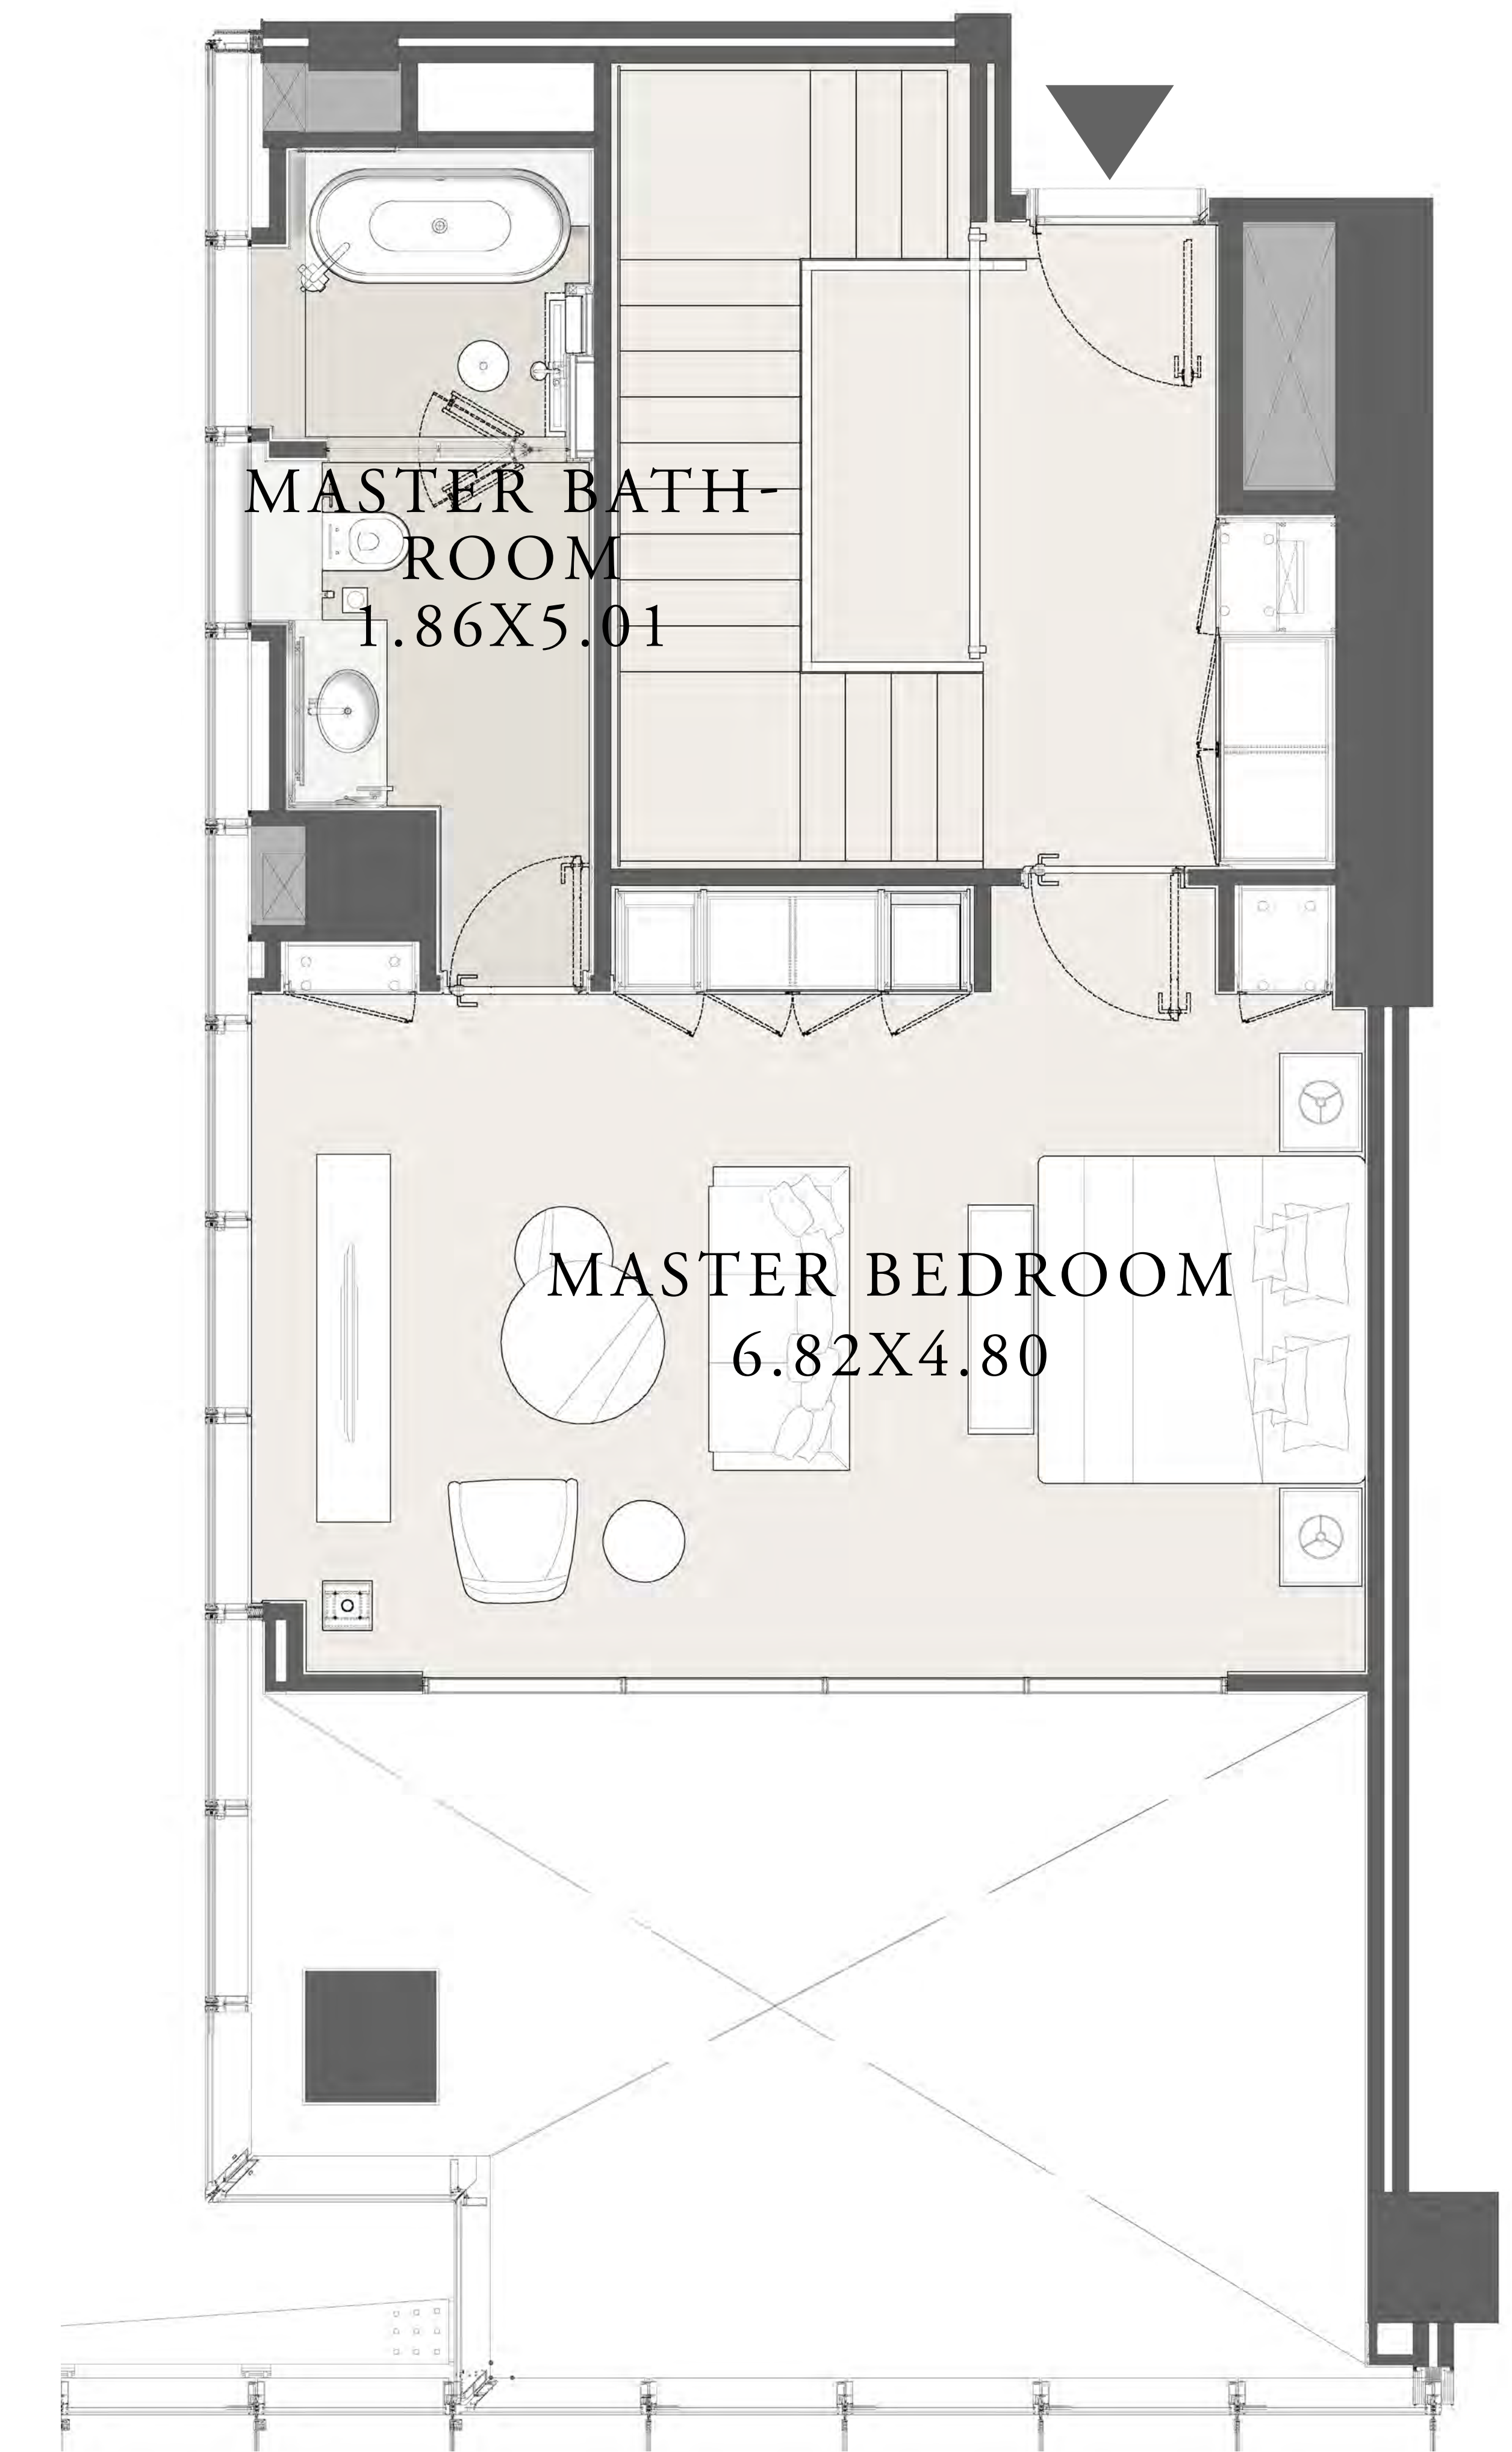 MASTER BATH-
ROOM
1.86X5.01
MASTER BEDROOM
6.82X4.80